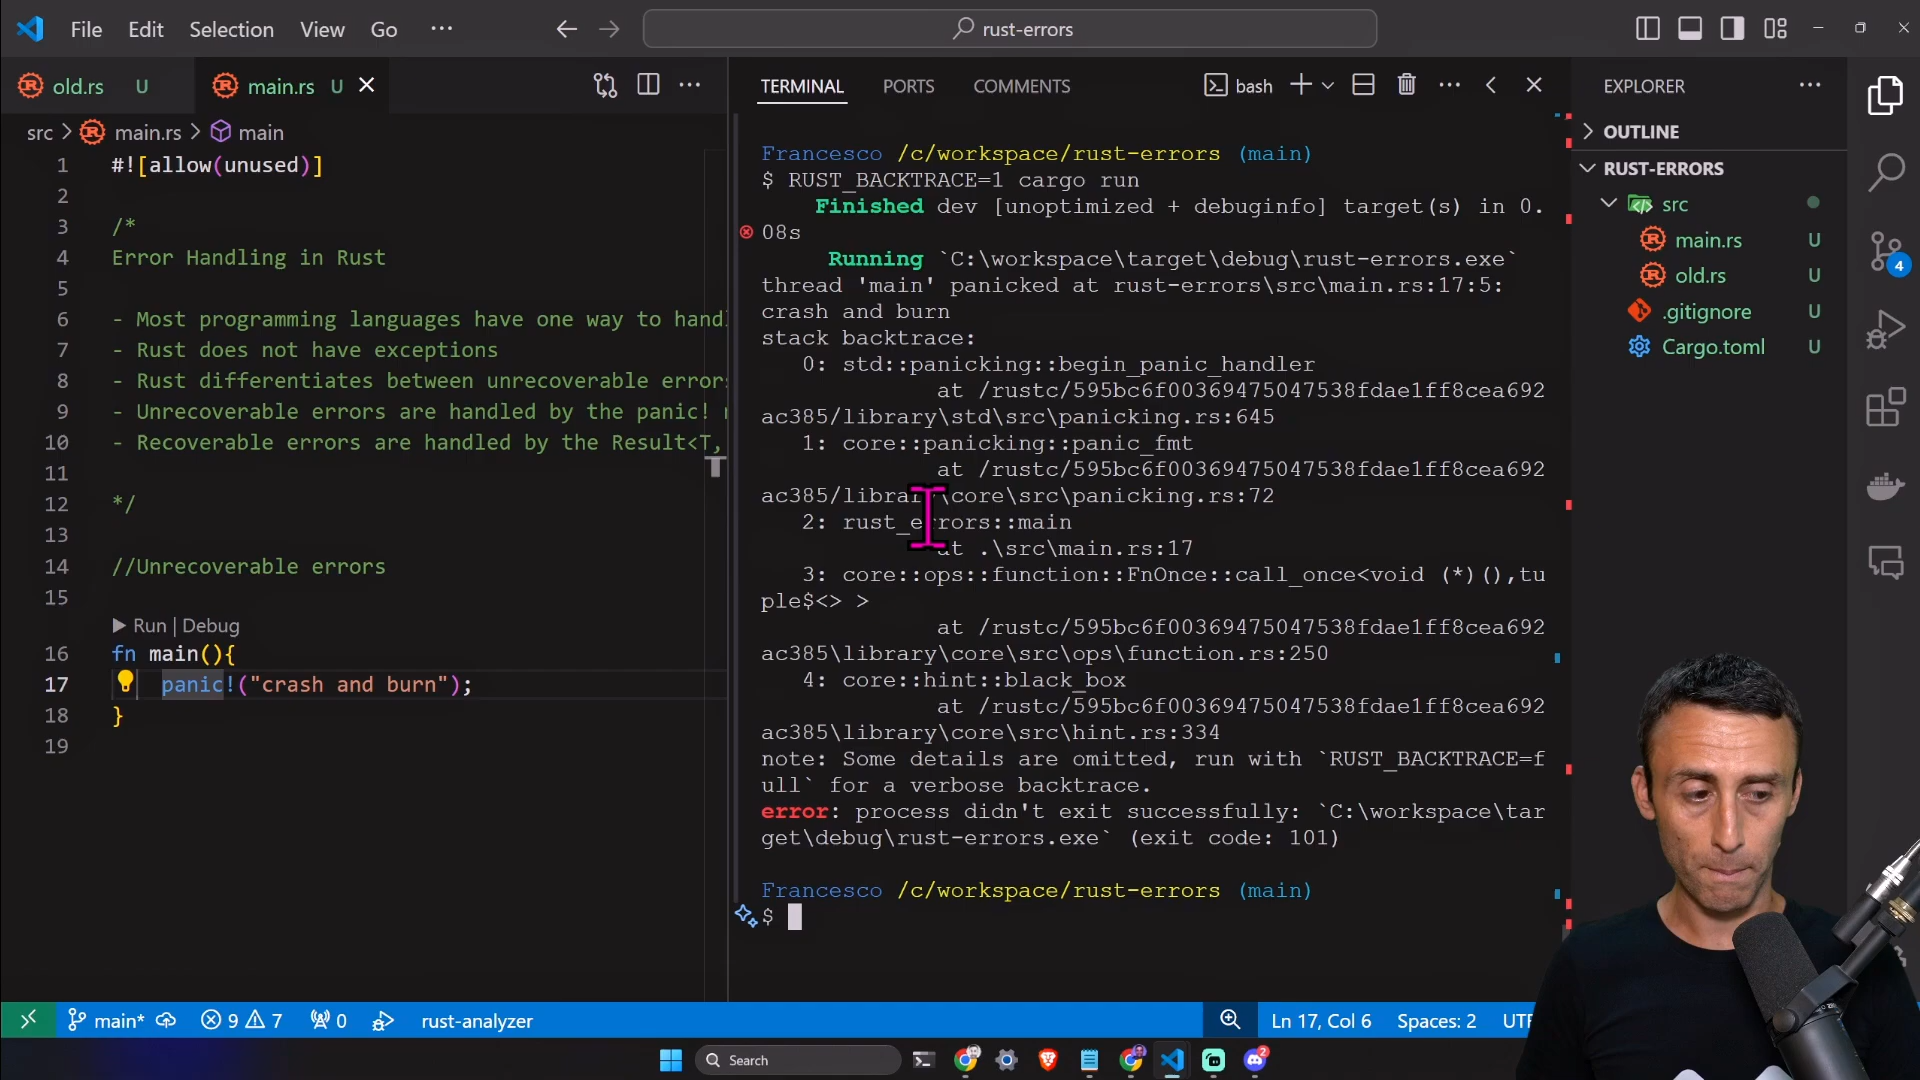 File Edit Selection View Go ··· rust-errors
old.rs U main.rs U
TERMINAL PORTS COMMENTS bash
EXPLORER
src > main.rs > main
OUTLINE
RUST-ERRORS
src
main.rs U
old.rs U
.gitignore U
Cargo.toml U
4
1 #![allow(unused)]
2
3 /*
4 Error Handling in Rust
5
6 - Most programming languages have one way to handl
7 - Rust does not have exceptions
8 - Rust differentiates between unrecoverable errors
9 - Unrecoverable errors are handled by the panic!
10 - Recoverable errors are handled by the Result<T,
11
12 */
13
14 //Unrecoverable errors
15
Run | Debug
16 fn main(){
17 panic!("crash and burn");
18 }
19
Francesco /c/workspace/rust-errors (main)
$ RUST_BACKTRACE=1 cargo run
Finished dev [unoptimized + debuginfo] target(s) in 0.
08s
Running `C:\workspace\target\debug\rust-errors.exe`
thread 'main' panicked at rust-errors\src\main.rs:17:5:
crash and burn
stack backtrace:
0: std::panicking::begin_panic_handler
at /rustc/595bc6f00369475047538fdae1ff8cea692
ac385/library\std\src\panicking.rs:645
1: core::panicking::panic_fmt
at /rustc/595bc6f00369475047538fdae1ff8cea692
ac385/library\core\src\panicking.rs:72
2: rust_errors::main
at .\src\main.rs:17
3: core::ops::function::FnOnce::call_once<void (*)(),tu
ple$<> >
at /rustc/595bc6f00369475047538fdae1ff8cea692
ac385\library\core\src\ops\function.rs:250
4: core::hint::black_box
at /rustc/595bc6f00369475047538fdae1ff8cea692
ac385\library\core\src\hint.rs:334
note: Some details are omitted, run with `RUST_BACKTRACE=f
ull` for a verbose backtrace.
error: process didn't exit successfully: `C:\workspace\tar
get\debug\rust-errors.exe` (exit code: 101)
Francesco /c/workspace/rust-errors (main)
$
main* 9 7 0 rust-analyzer Ln 17, Col 6 Spaces: 2 UTF
Search 2